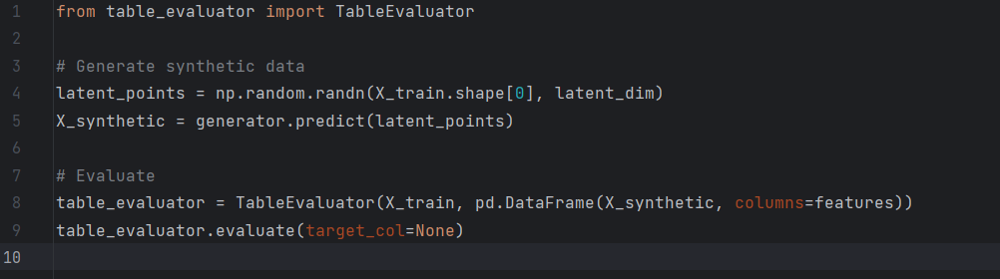 1 from table_evaluator import TableEvaluator
2
3 # Generate synthetic data
4 latent_points = np.random.randn(X_train.shape[0], latent_dim)
5 X_synthetic = generator.predict(latent_points)
6
7 # Evaluate
8 table_evaluator = TableEvaluator(X_train, pd.DataFrame(X_synthetic, columns=features))
9 table_evaluator.evaluate(target_col=None)
10